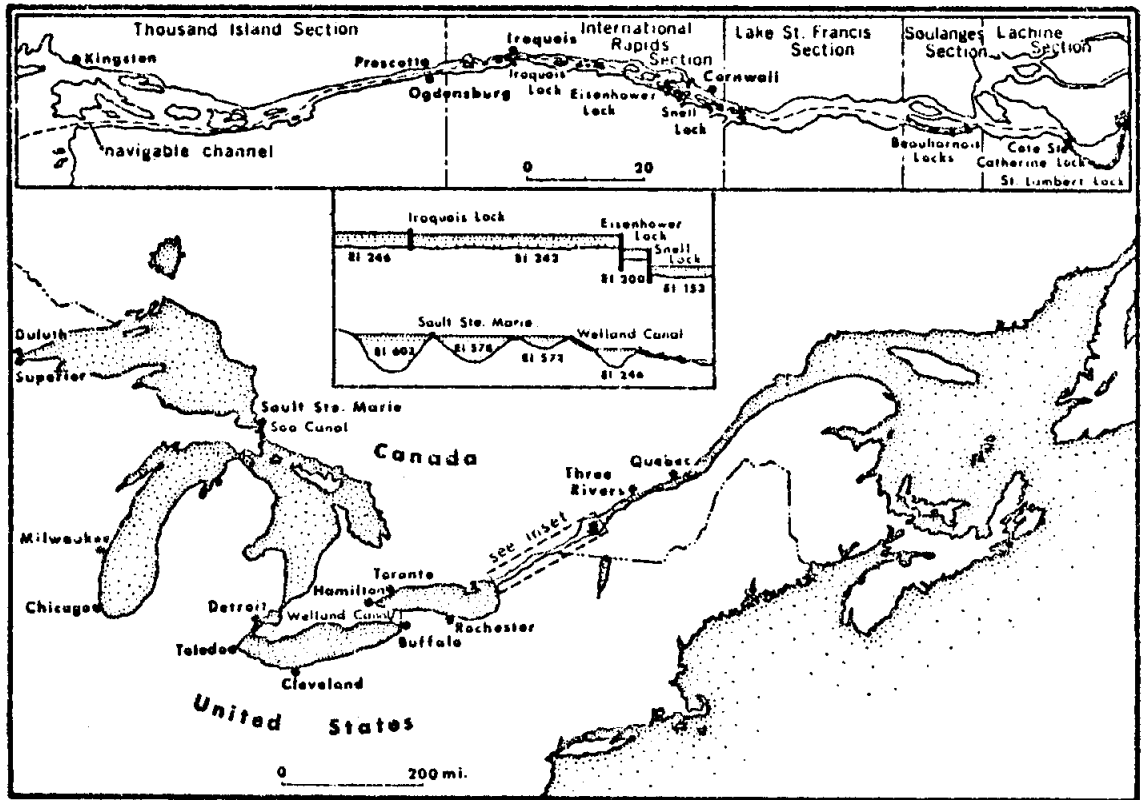 Thousand Island Section
International
Rapids
Section
Lake St. Francis
Section
Soulanges
Section
Lachine
Section
Kingston
Prescott
Ogdensburg
Iroquois
Iroquois
Lock
Eisenhower
Lock
Snell
Lock
Cornwall
navigable channel
Beauharnois
Locks
Cote Ste
Catherine Lock
St. Lambert Lock
0 20
Iroquois Lock
Eisenhower
Lock
Snell
Lock
El 246
El 242
El 200
El 152
Sault Ste. Marie
Welland Canal
El 602
El 578
El 572
El 246
Duluth
Superior
Sault Ste. Marie
Soo Canal
Canada
Quebec
Three
Rivers
see inset
Milwaukee
Chicago
Toronto
Hamilton
Detroit
Welland Canal
Rochester
Buffalo
Toledo
Cleveland
United States
0 200 mi.